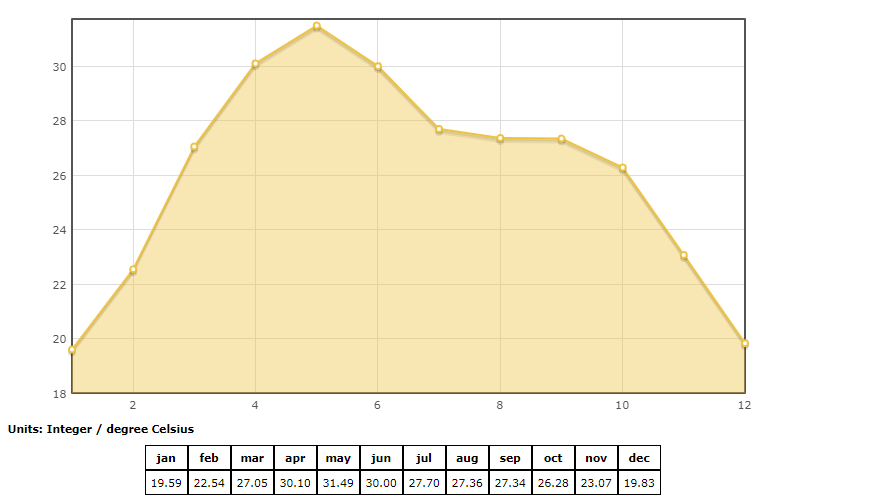 30
28
26
24
22
20
18
2 4 6 8 10 12
Units: Integer / degree Celsius
jan feb mar apr may jun jul aug sep oct nov dec
19.59 22.54 27.05 30.10 31.49 30.00 27.70 27.36 27.34 26.28 23.07 19.83